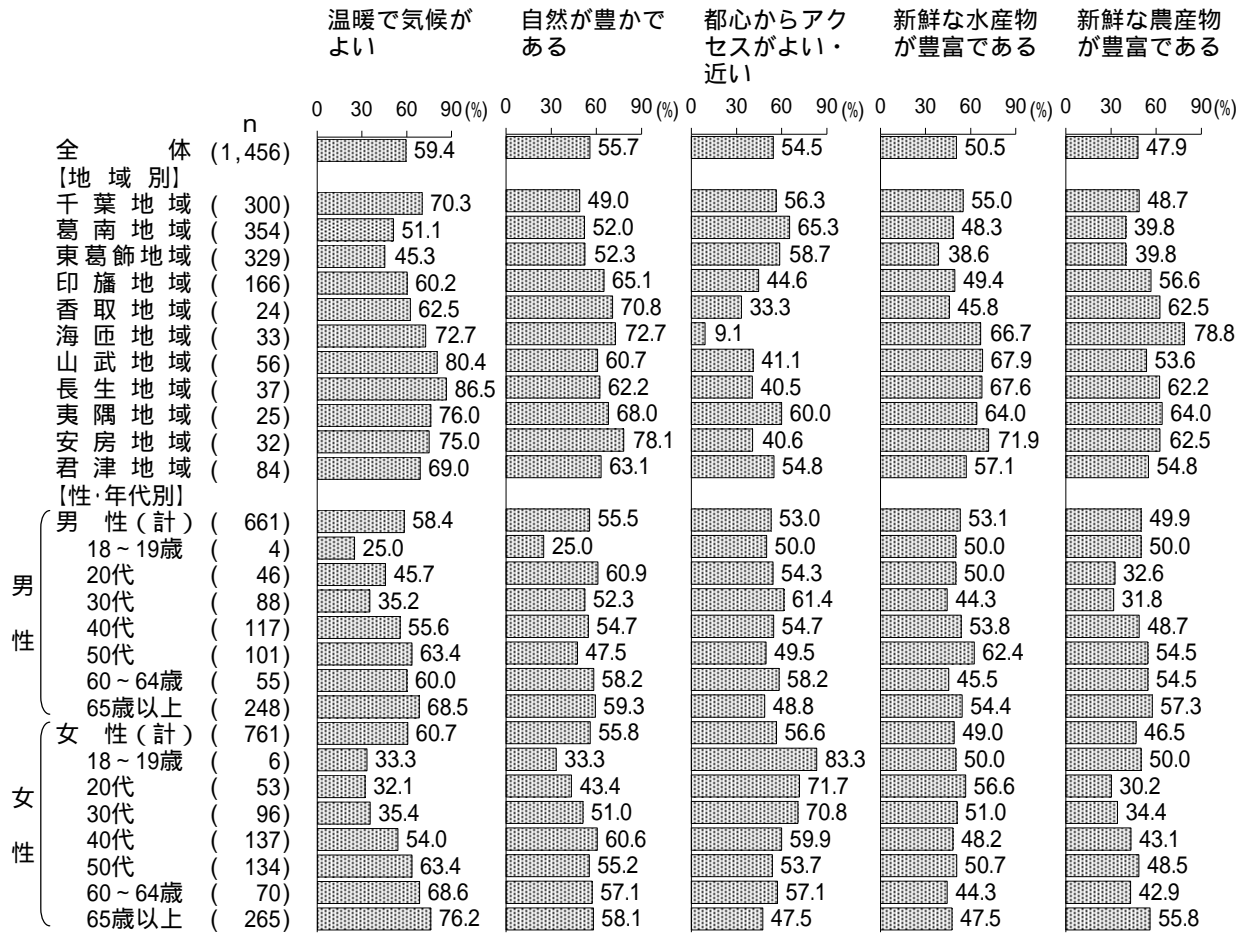 温暖で気候が
よい
自然が豊かで
ある
都心からアク
セスがよい・
近い
新鮮な水産物
が豊富である
新鮮な農産物
が豊富である
0 30 60 90(%) 0 30 60 90(%) 0 30 60 90(%) 0 30 60 90(%) 0 30 60 90(%)
n
全体 (1,456) 59.4 55.7 54.5 50.5 47.9
【地域別】
千葉地域 ( 300) 70.3 49.0 56.3 55.0 48.7
葛南地域 ( 354) 51.1 52.0 65.3 48.3 39.8
東葛飾地域 ( 329) 45.3 52.3 58.7 38.6 39.8
印旛地域 ( 166) 60.2 65.1 44.6 49.4 56.6
香取地域 ( 24) 62.5 70.8 33.3 45.8 62.5
海匝地域 ( 33) 72.7 72.7 9.1 66.7 78.8
山武地域 ( 56) 80.4 60.7 41.1 67.9 53.6
長生地域 ( 37) 86.5 62.2 40.5 67.6 62.2
夷隅地域 ( 25) 76.0 68.0 60.0 64.0 64.0
安房地域 ( 32) 75.0 78.1 40.6 71.9 62.5
君津地域 ( 84) 69.0 63.1 54.8 57.1 54.8
【性・年代別】
男性
男性(計) ( 661) 58.4 55.5 53.0 53.1 49.9
18~19歳 ( 4) 25.0 25.0 50.0 50.0 50.0
20代 ( 46) 45.7 60.9 54.3 50.0 32.6
30代 ( 88) 35.2 52.3 61.4 44.3 31.8
40代 ( 117) 55.6 54.7 54.7 53.8 48.7
50代 ( 101) 63.4 47.5 49.5 62.4 54.5
60~64歳 ( 55) 60.0 58.2 58.2 45.5 54.5
65歳以上 ( 248) 68.5 59.3 48.8 54.4 57.3
女性
女性(計) ( 761) 60.7 55.8 56.6 49.0 46.5
18~19歳 ( 6) 33.3 33.3 83.3 50.0 50.0
20代 ( 53) 32.1 43.4 71.7 56.6 30.2
30代 ( 96) 35.4 51.0 70.8 51.0 34.4
40代 ( 137) 54.0 60.6 59.9 48.2 43.1
50代 ( 134) 63.4 55.2 53.7 50.7 48.5
60~64歳 ( 70) 68.6 57.1 57.1 44.3 42.9
65歳以上 ( 265) 76.2 58.1 47.5 47.5 55.8